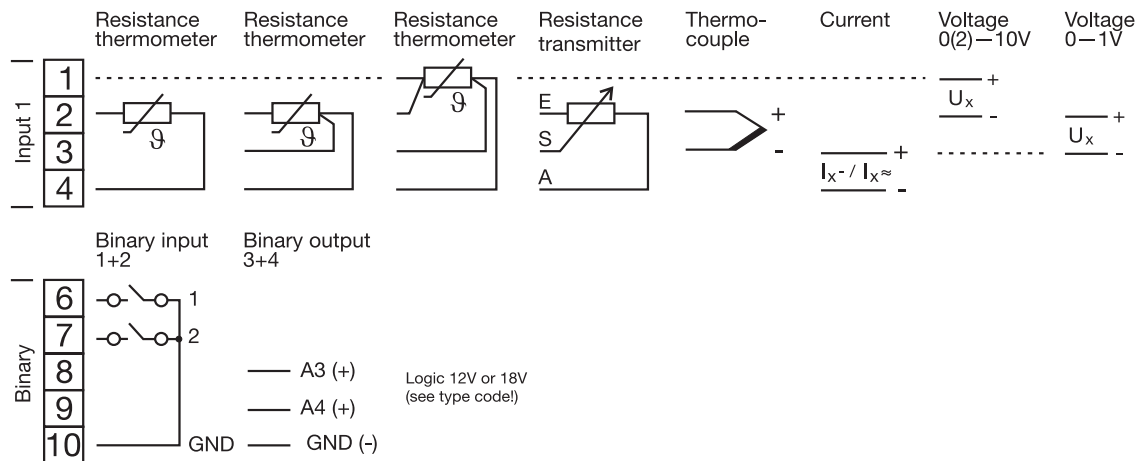 Resistance thermometer
Resistance thermometer
Resistance thermometer
Resistance transmitter
Thermo-
couple
Current
Voltage
0(2)—10V
Voltage
0—1V
Input 1
1
2
3
4
ϑ
ϑ
ϑ
E
S
A
+
-
+
Ix- / Ix≈
-
+
Ux
-
+
Ux
-
Binary input
1+2
Binary output
3+4
Binary
6
7
8
9
10
1
2
GND
A3 (+)
A4 (+)
GND (-)
Logic 12V or 18V
(see type code!)